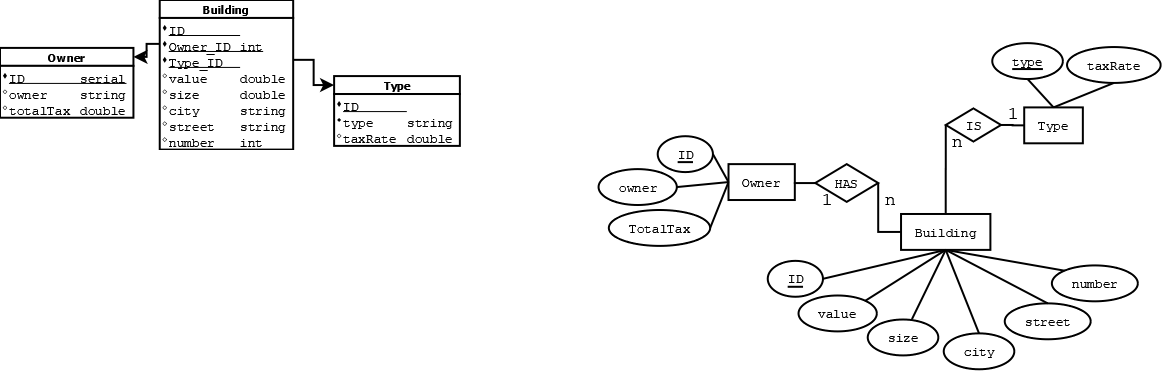 Building
ID
Owner_ID int
Type_ID
value double
size double
city string
street string
number int
Owner
ID serial
owner string
totalTax double
Type
ID
type string
taxRate double
type
taxRate
IS
1
Type
n
ID
owner
TotalTax
Owner
HAS
1
n
Building
ID
value
size
city
street
number